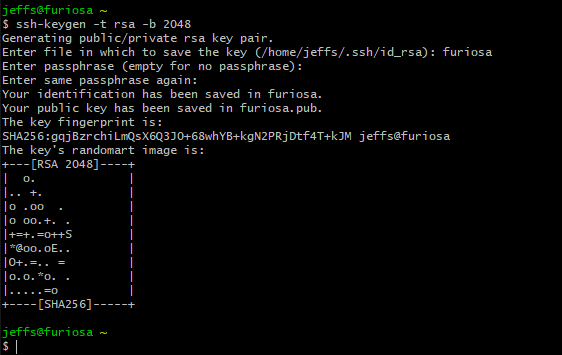 jeffs@furiosa ~
$ ssh-keygen -t rsa -b 2048
Generating public/private rsa key pair.
Enter file in which to save the key (/home/jeffs/.ssh/id_rsa): furiosa
Enter passphrase (empty for no passphrase):
Enter same passphrase again:
Your identification has been saved in furiosa.
Your public key has been saved in furiosa.pub.
The key fingerprint is:
SHA256:gqjBzrchiLmQsX6Q3JO+68whYB+kgN2PRjDtf4T+kJM jeffs@furiosa
The key's randomart image is:
+---[RSA 2048]----+
|  o.             |
|.. +.            |
|o .oo  .         |
|o oo.+. .        |
|+=+.=o++S        |
|*@oo.oE..        |
|O+.=.. =         |
|o.o.*o. .        |
|.....=o          |
+----[SHA256]-----+
jeffs@furiosa ~
$